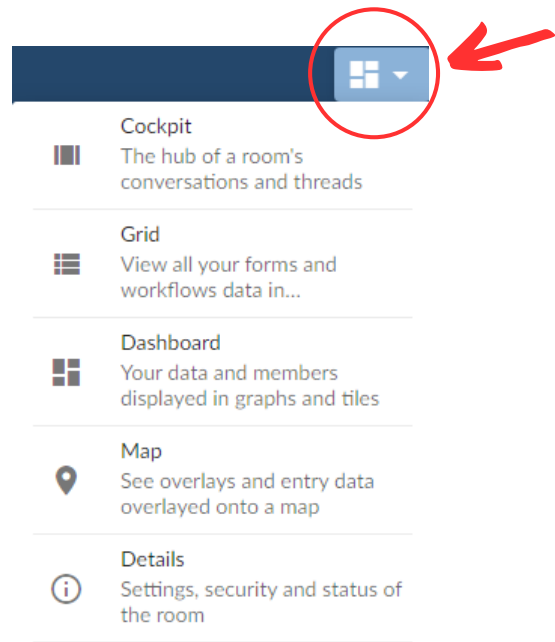 Cockpit
The hub of a room's
conversations and threads
Grid
View all your forms and
workflows data in...
Dashboard
Your data and members
displayed in graphs and tiles
Map
See overlays and entry data
overlayed onto a map
Details
Settings, security and status of
the room